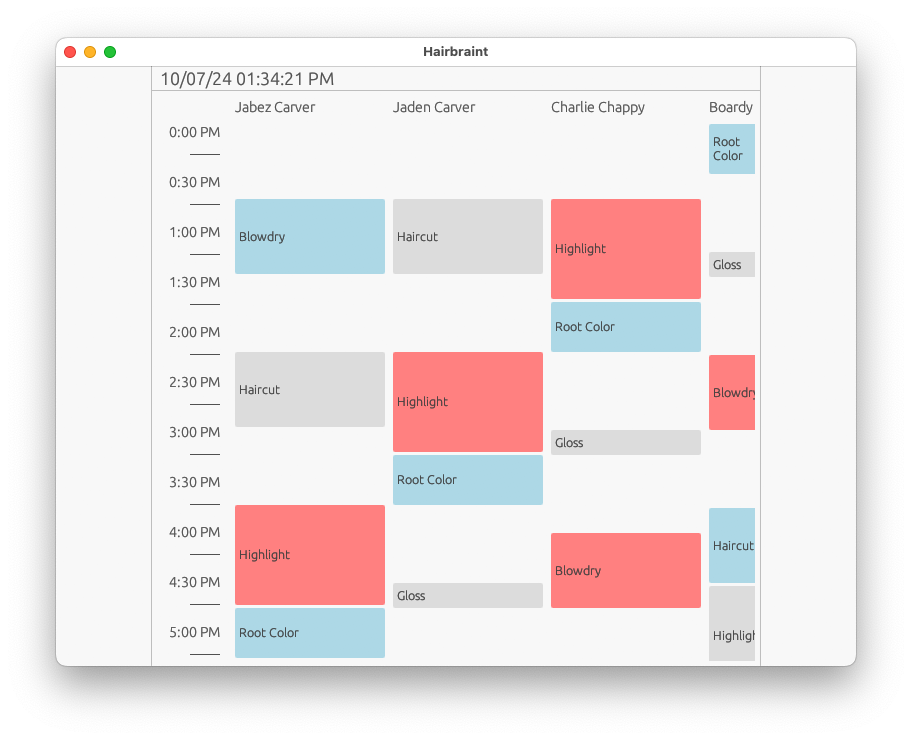 Hairbraint
10/07/24 01:34:21 PM
Jabez Carver
Jaden Carver
Charlie Chappy
Boardy
0:00 PM
0:30 PM
1:00 PM
1:30 PM
2:00 PM
2:30 PM
3:00 PM
3:30 PM
4:00 PM
4:30 PM
5:00 PM
Blowdry
Haircut
Highlight
Root Color
Haircut
Highlight
Root Color
Gloss
Highlight
Root Color
Gloss
Blowdry
Root
Color
Gloss
Blowdry
Haircut
Highligh